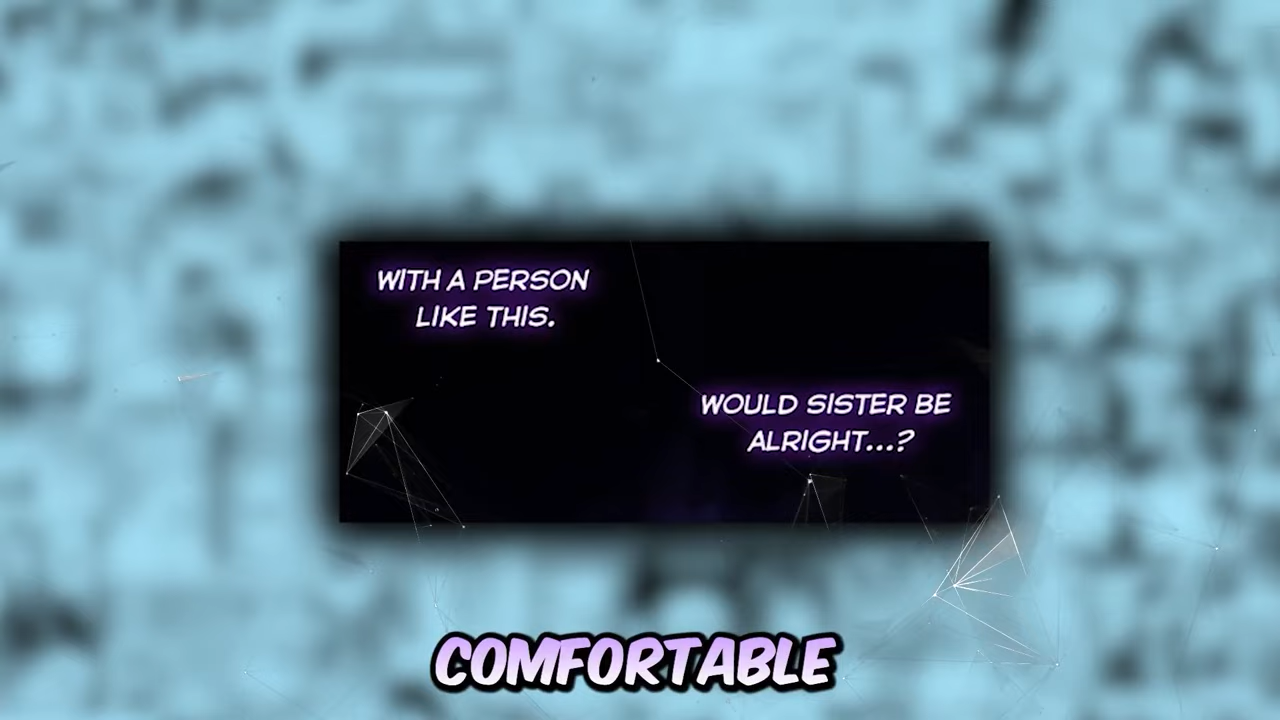 WITH A PERSON
LIKE THIS.
WOULD SISTER BE
ALRIGHT...?
COMFORTABLE